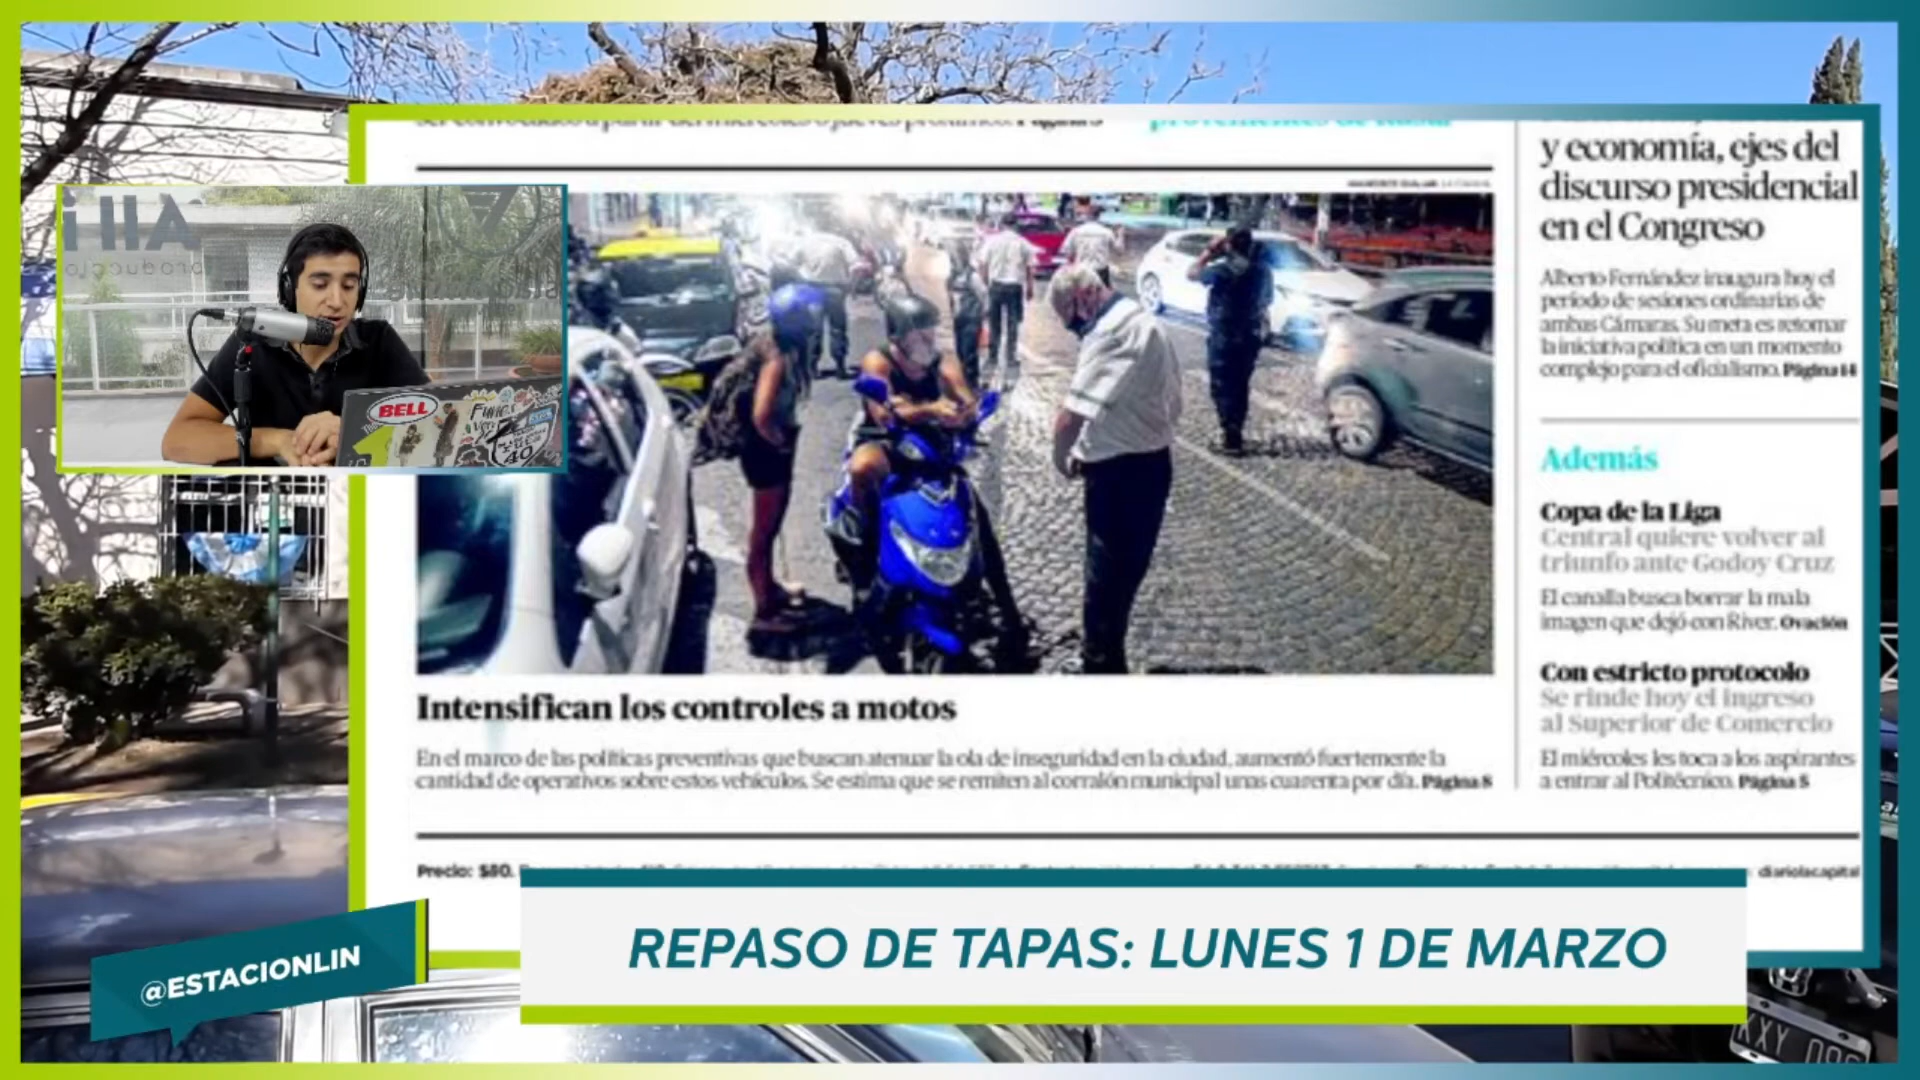 y economía, ejes del
discurso presidencial
en el Congreso
Alberto Fernández inaugura hoy el
período de sesiones ordinarias de
ambas Cámaras. Su meta es retomar
la iniciativa política en un momento
complejo para el oficialismo. Página 14
Además
Copa de la Liga
Central quiere volver al
triunfo ante Godoy Cruz
El canalla busca borrar la mala
imagen que dejó con River. Ovación
Con estricto protocolo
Se rinde hoy el ingreso
al Superior de Comercio
El miércoles les toca a los aspirantes
a entrar al Politécnico. Página 5
Intensifican los controles a motos
En el marco de las políticas preventivas que buscan atenuar la ola de inseguridad en la ciudad, aumentó fuertemente la
cantidad de operativos sobre estos vehículos. Se estima que se remiten al corralón municipal unas cuarenta por día. Página 8
Precio: $80.
diariolacapital
BELL
40
@ESTACIONLIN
REPASO DE TAPAS: LUNES 1 DE MARZO
KXY